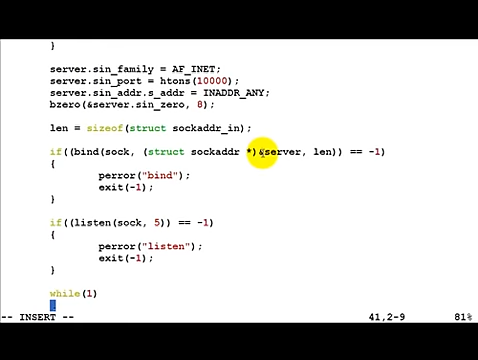 }
server.sin_family = AF_INET;
server.sin_port = htons(10000);
server.sin_addr.s_addr = INADDR_ANY;
bzero(&server.sin_zero, 8);
len = sizeof(struct sockaddr_in);
if((bind(sock, (struct sockaddr *)&server, len)) == -1)
{
perror("bind");
exit(-1);
}
if((listen(sock, 5)) == -1)
{
perror("listen");
exit(-1);
}
while(1)
-- INSERT -- 41,2-9 81%